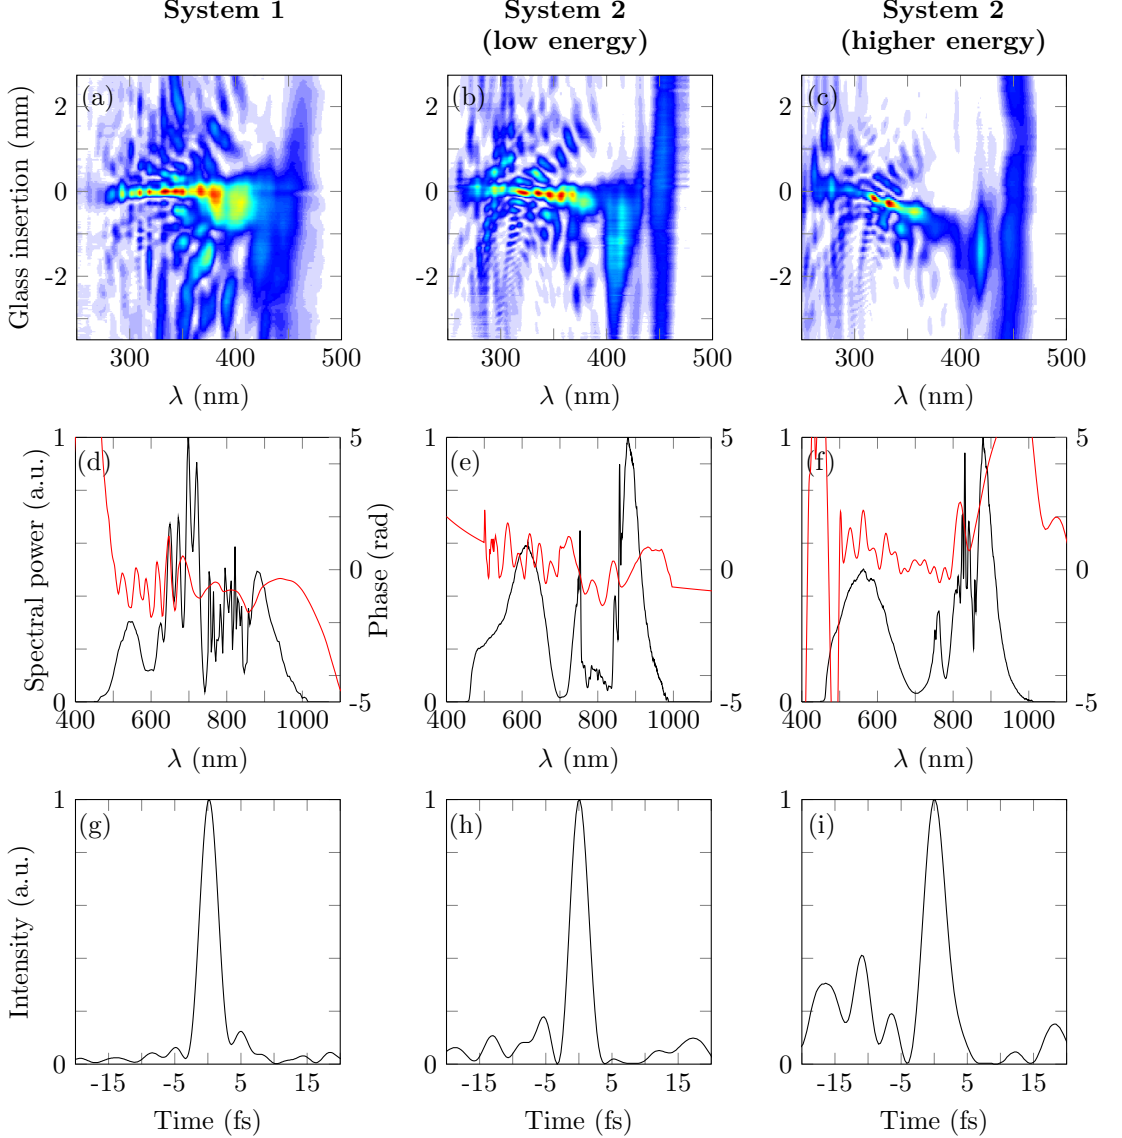 System 1
System 2
(low energy)
System 2
(higher energy)
Glass insertion (mm)
(a)
2
0
-2
300
400
500
λ (nm)
(b)
2
0
-2
300
400
500
λ (nm)
(c)
2
0
-2
300
400
500
λ (nm)
Spectral power (a.u.)
(d)
1
0
400
600
800
1000
5
0
-5
λ (nm)
Phase (rad)
(e)
1
0
400
600
800
1000
5
0
-5
λ (nm)
(f)
1
0
400
600
800
1000
5
0
-5
λ (nm)
Intensity (a.u.)
(g)
1
0
-15
-5
5
15
Time (fs)
(h)
1
0
-15
-5
5
15
Time (fs)
(i)
1
0
-15
-5
5
15
Time (fs)